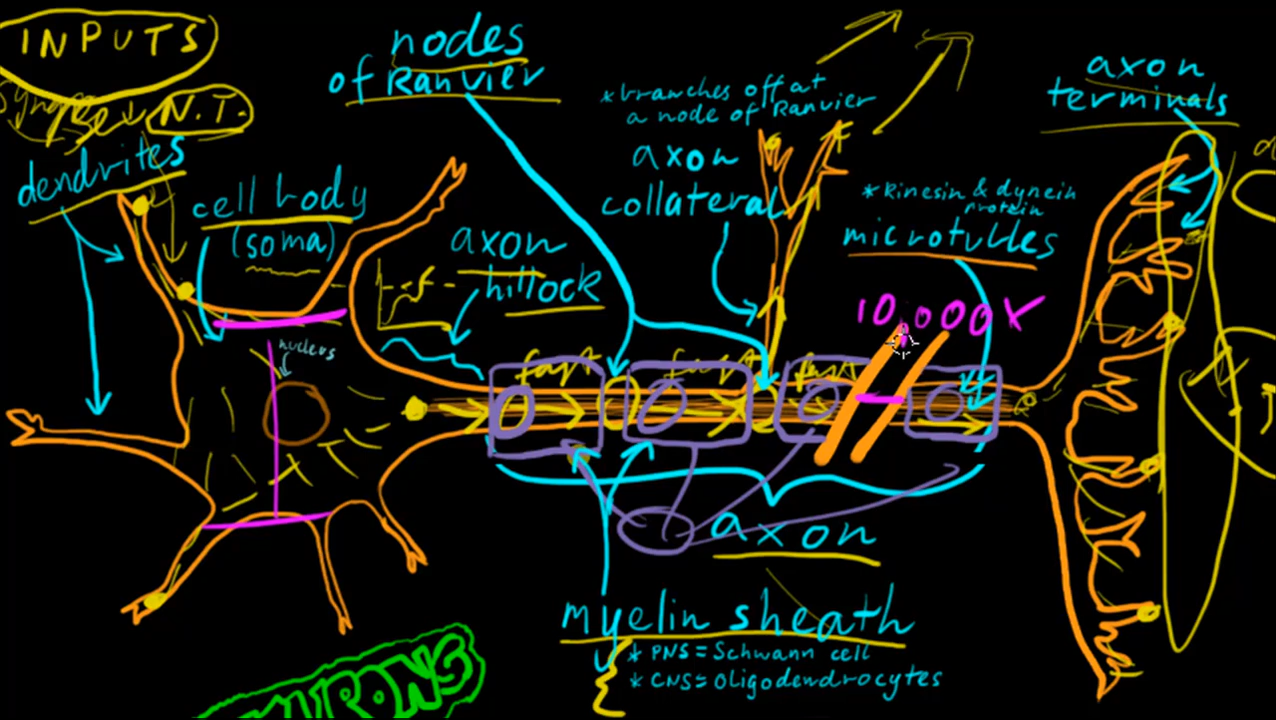 INPUTS
N.T.
dendrites
cell body
(soma)
nucleus
axon
hillock
nodes
of Ranvier
*branches off at
a node of Ranvier
axon
collateral
*kinesin & dynein
protein
microtubles
10,000X
axon
terminals
fast
fast
fast
axon
myelin sheath
* PNS = Schwann cell
* CNS = Oligodendrocytes